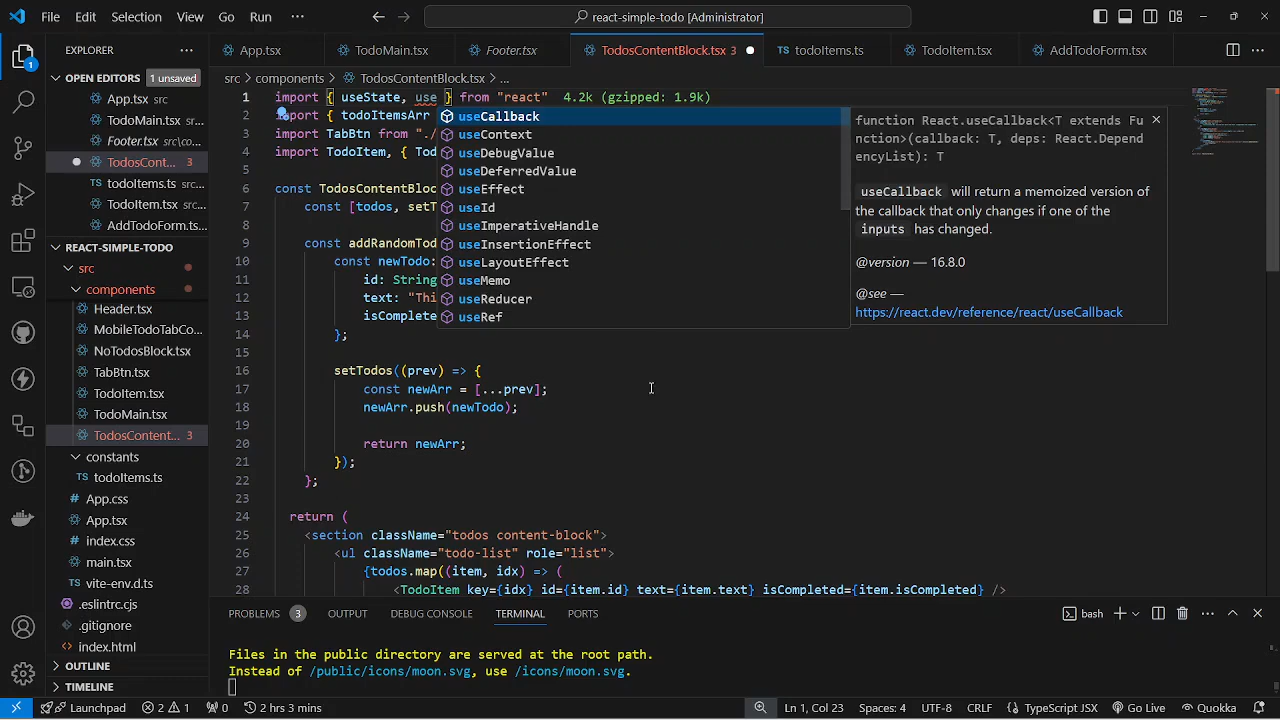 File Edit Selection View Go Run ···
react-simple-todo [Administrator]
EXPLORER ···
App.tsx
TodoMain.tsx
Footer.tsx
TodosContentBlock.tsx 3
todoItems.ts
TodoItem.tsx
AddTodoForm.tsx
src > components > TodosContentBlock.tsx > ...
OPEN EDITORS 1 unsaved
App.tsx src
TodoMain.tsx src...
Footer.tsx src\co...
TodosCont... 3
todoItems.ts src...
TodoItem.tsx src...
AddTodoForm.ts...
REACT-SIMPLE-TODO
src
components
Header.tsx
MobileTodoTabCo...
NoTodosBlock.txt
TabBtn.tsx
TodoItem.tsx
TodoMain.tsx
TodosContent... 3
constants
todoItems.ts
App.css
App.tsx
index.css
main.tsx
vite-env.d.ts
.eslintrc.js
.gitignore
index.html
OUTLINE
TIMELINE
1 import { useState, use } from "react" 4.2k (gzipped: 1.9k)
2 import { todoItemsArr
3 import TabBtn from "./
4 import TodoItem, { Tod
5
6 const TodosContentBloc
7 const [todos, setT
8
9 const addRandomTod
10 const newTodo:
11 id: String
12 text: "Thi
13 isComplete
14 };
15
16 setTodos((prev) => {
17 const newArr = [...prev];
18 newArr.push(newTodo);
19
20 return newArr;
21 });
22 };
23
24 return (
25 <section className="todos content-block">
26 <ul className="todo-list" role="list">
27 {todos.map((item, idx) => (
28 <TodoItem key={idx} id={item.id} text={item.text} isCompleted={item.isCompleted} />
useCallback
useContext
useDebugValue
useDeferredValue
useEffect
useId
useImperativeHandle
useInsertionEffect
useLayoutEffect
useMemo
useReducer
useRef
function React.useCallback<T extends Fu
nction>(callback: T, deps: React.Depend
encyList): T
useCallback will return a memoized version of
the callback that only changes if one of the
inputs has changed.
@version — 16.8.0
@see —
https://react.dev/reference/react/useCallback
PROBLEMS 3 OUTPUT DEBUG CONSOLE TERMINAL PORTS
bash
Files in the public directory are served at the root path.
Instead of /public/icons/moon.svg, use /icons/moon.svg.
Launchpad 2 1 0 2 hrs 3 mins
Ln 1, Col 23 Spaces: 4 UTF-8 CRLF TypeScript JSX Go Live Quokka